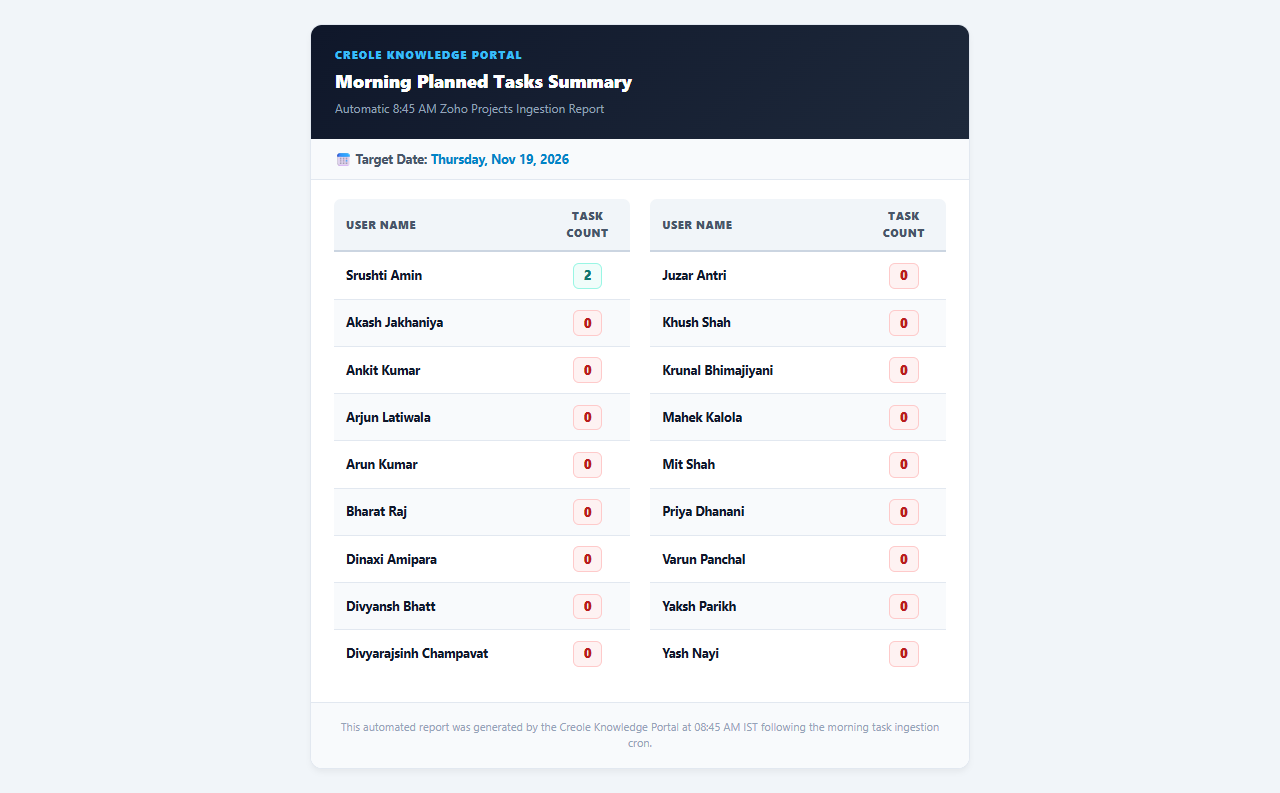 CREOLE KNOWLEDGE PORTAL
Morning Planned Tasks Summary
Automatic 8:45 AM Zoho Projects Ingestion Report
Target Date: Thursday, Nov 19, 2026
USER NAME
TASK
COUNT
Srushti Amin 2
Akash Jakhaniya 0
Ankit Kumar 0
Arjun Latiwala 0
Arun Kumar 0
Bharat Raj 0
Dinaxi Amipara 0
Divyansh Bhatt 0
Divyarajsinh Champavat 0
USER NAME
TASK
COUNT
Juzar Antri 0
Khush Shah 0
Krunal Bhimajiyani 0
Mahek Kalola 0
Mit Shah 0
Priya Dhanani 0
Varun Panchal 0
Yaksh Parikh 0
Yash Nayi 0
This automated report was generated by the Creole Knowledge Portal at 08:45 AM IST following the morning task ingestion
cron.